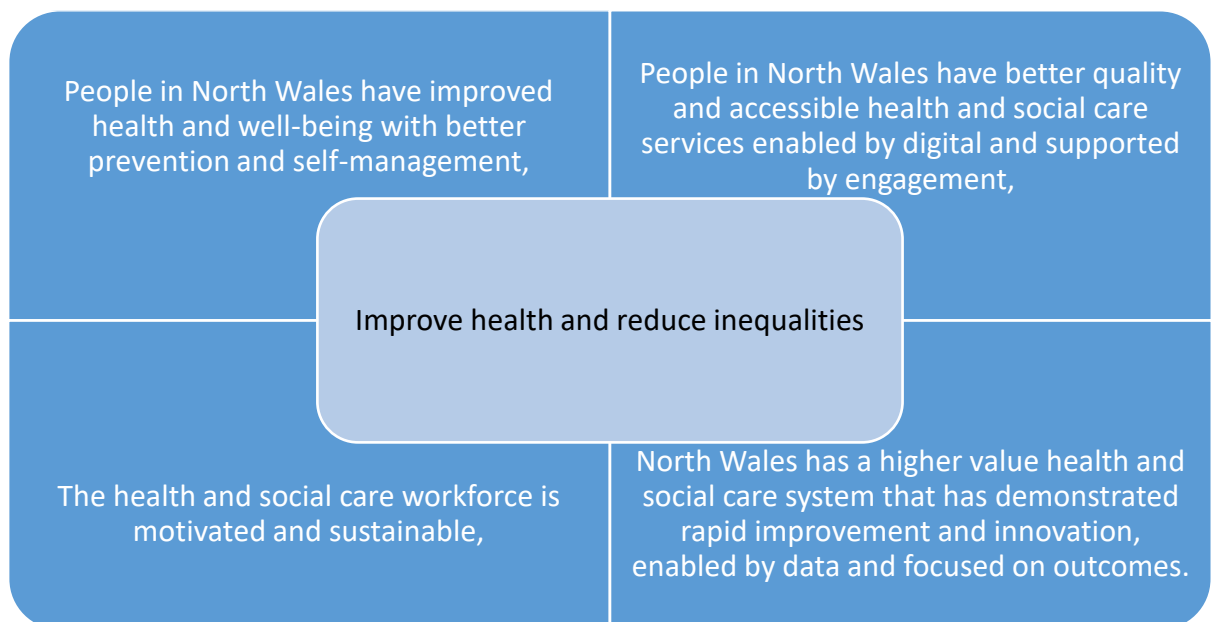 People in North Wales have improved
health and well-being with better
prevention and self-management,
People in North Wales have better quality
and accessible health and social care
services enabled by digital and supported
by engagement,
Improve health and reduce inequalities
The health and social care workforce is
motivated and sustainable,
North Wales has a higher value health and
social care system that has demonstrated
rapid improvement and innovation,
enabled by data and focused on outcomes.